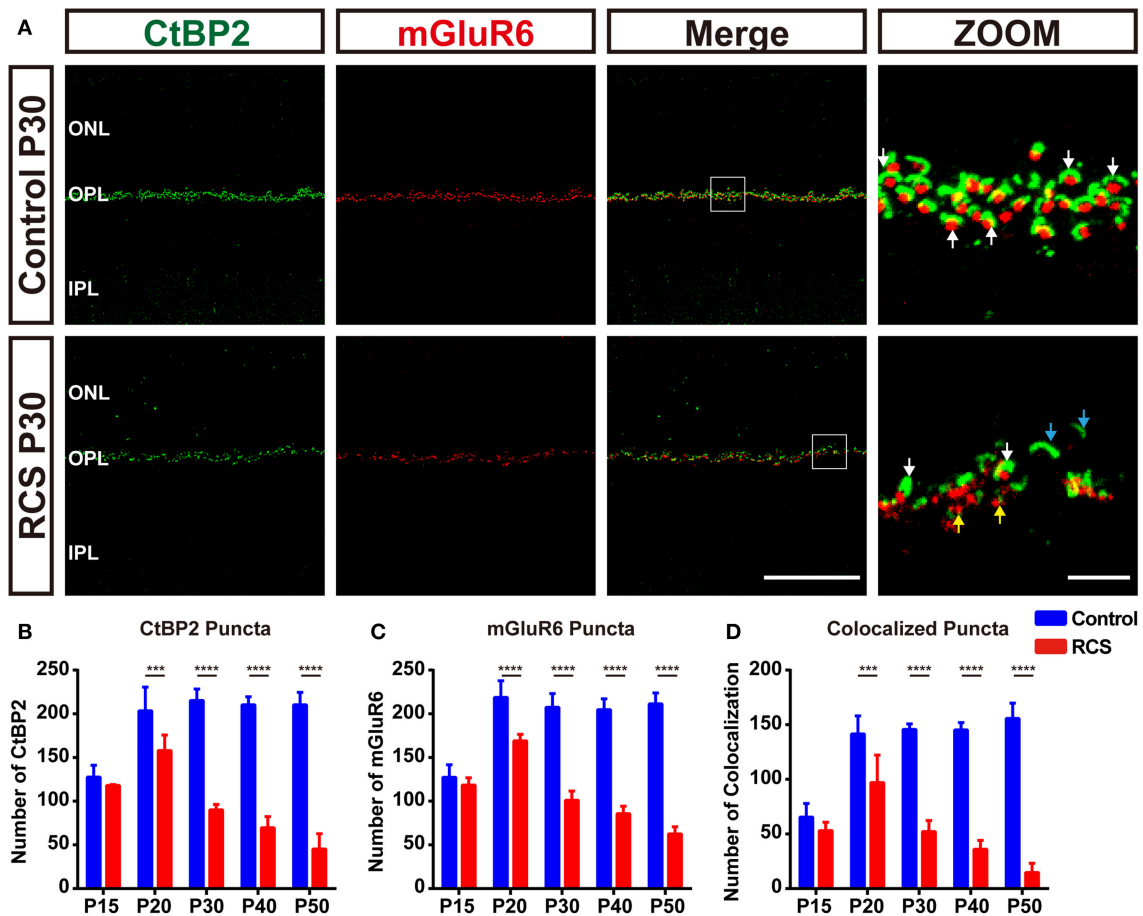 A
CtBP2 mGluR6 Merge ZOOM
Control P30
ONL
OPL
IPL
RCS P30
ONL
OPL
IPL
Control
RCS
B CtBP2 Puncta
Number of CtBP2
250
200
150
100
50
0
*** **** **** ****
P15 P20 P30 P40 P50
C mGluR6 Puncta
Number of mGluR6
250
200
150
100
50
0
**** **** **** ****
P15 P20 P30 P40 P50
D Colocalized Puncta
Number of Colocalization
200
150
100
50
0
*** **** **** ****
P15 P20 P30 P40 P50